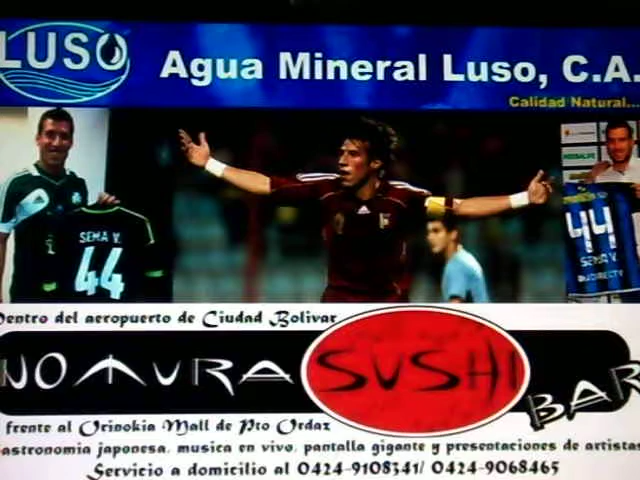 LUSO
Agua Mineral Luso, C.A.
Calidad Natural...
SEMA V.
44
44
SEMA V.
DIRECTV
Dentro del aeropuerto de Ciudad Bolivar
NOMURA SUSHI BAR
frente al Orinokia Mall de Pto Ordaz
astronomia japonesa, musica en vivo, pantalla gigante y presentaciones de artistas
Servicio a domicilio al 0424-9108341/ 0424-9068465